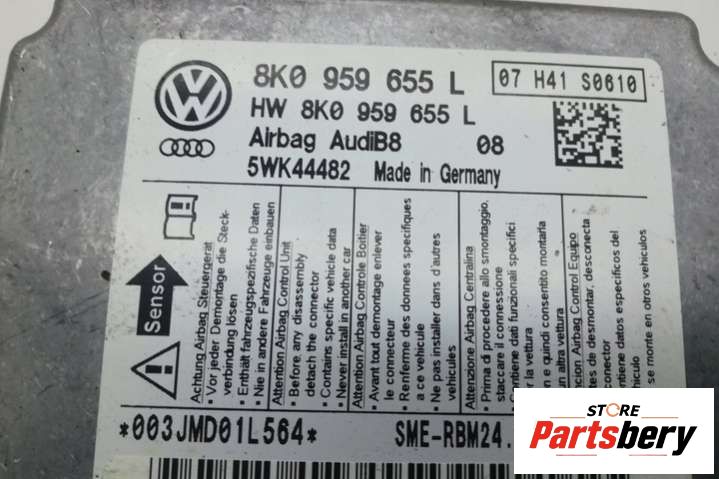 8K0 959 655 L
07 H41 S0610
HW 8K0 959 655 L
Airbag AudiB8 08
5WK44482 Made in Germany
Sensor
Achtung Airbag Steuergerät
• Vor jeder Demontage die Steck-
verbindung lösen
• Enthält fahrzeugspezifische Daten
• Nie in andere Fahrzeuge einbauen
Attention Airbag Control Unit
• Before any disassembly
detach the connector
• Contains specific vehicle data
• Never install in another car
Attention Airbag Controle Boitier
• Avant tout demontage enlever
le connecteur
• Renferme des donnees specifiques
a ce vehicule
• Ne pas installer dans d'autres
vehicules
Attenzione Airbag Centralina
• Prima di procedere allo smontaggio,
staccare il connessione
Contiene dati funzionali specifici
per la vettura
n e quindi consentito montarla
un altra vettura
ncion Airbag Control Equipo
tes de desmontar, desconecta
conector
ntiene datos especificos del
hiculo
se monte en otros vehiculos
*003JMD01L564*
SME-RBM24.
STORE
Partsbery